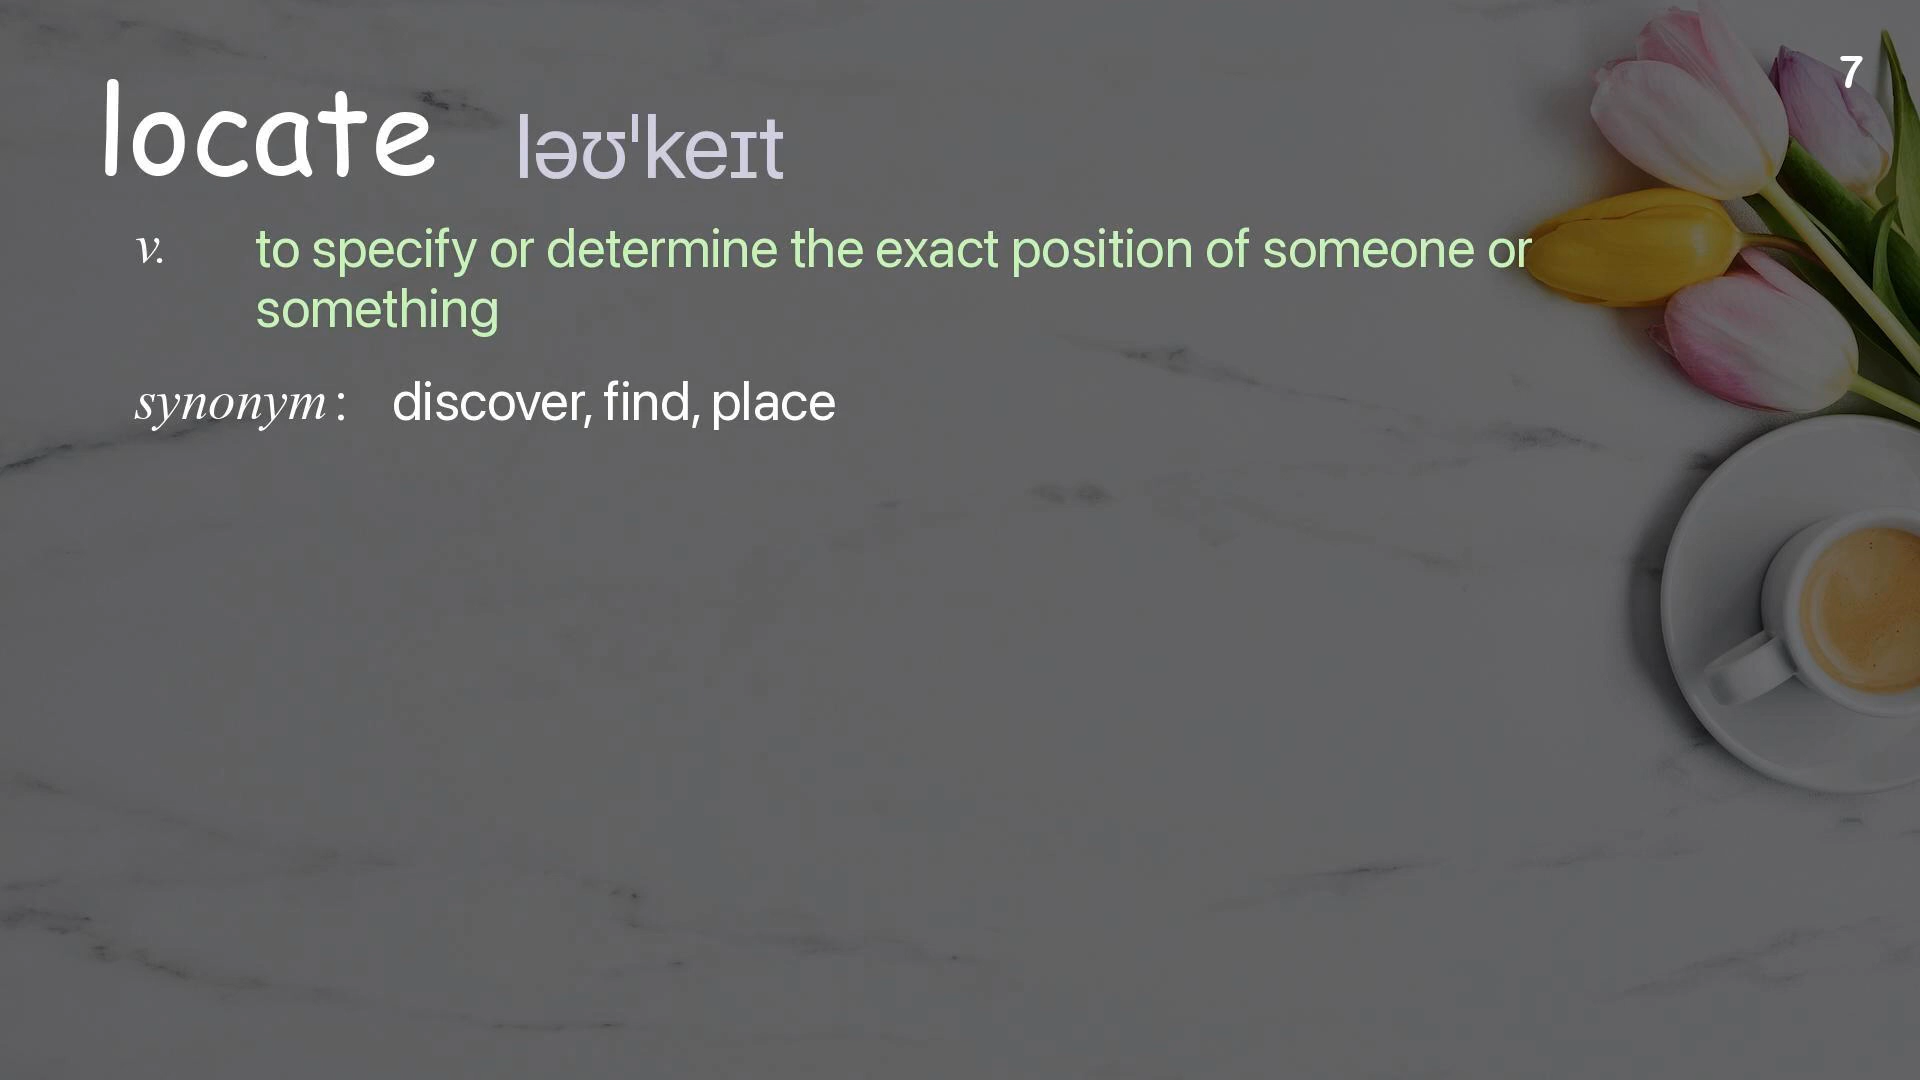 7
locate ləʊˈkeɪt
v. to specify or determine the exact position of someone or
something
synonym : discover, find, place